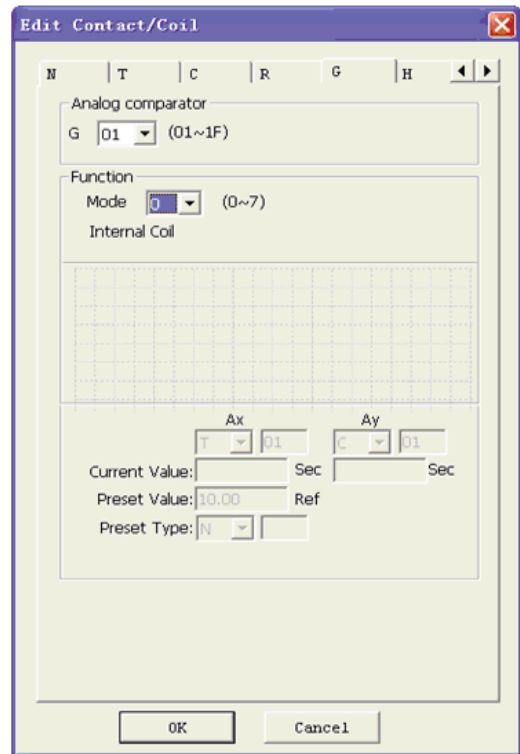 Edit Contact/Coil
N T C R G H
Analog comparator
G 01 (01~1F)
Function
Mode 0 (0~7)
Internal Coil
Ax Ay
T 01 C 01
Current Value: Sec Sec
Preset Value: 10.00 Ref
Preset Type: N
OK Cancel